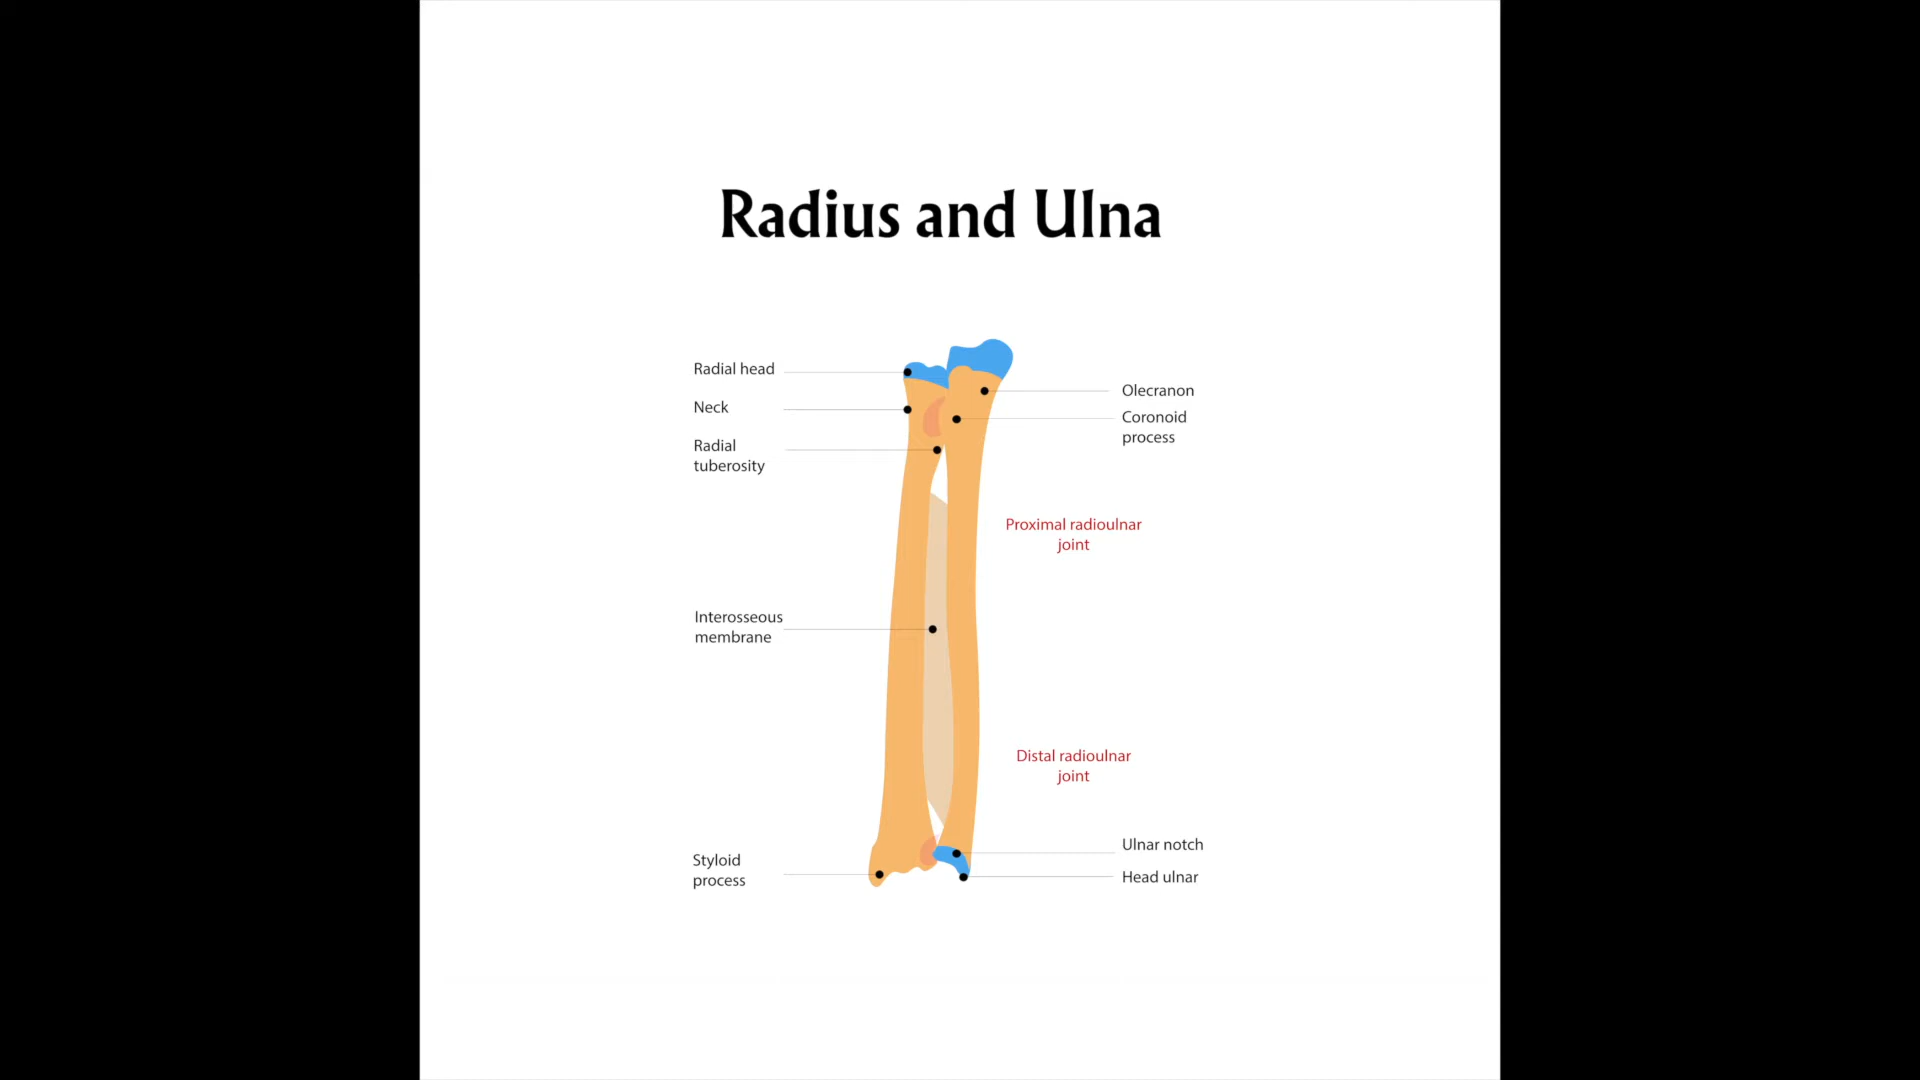 Radius and Ulna
Radial head
Neck
Radial
tuberosity
Interosseous
membrane
Styloid
process
Olecranon
Coronoid
process
Proximal radioulnar
joint
Distal radioulnar
joint
Ulnar notch
Head ulnar